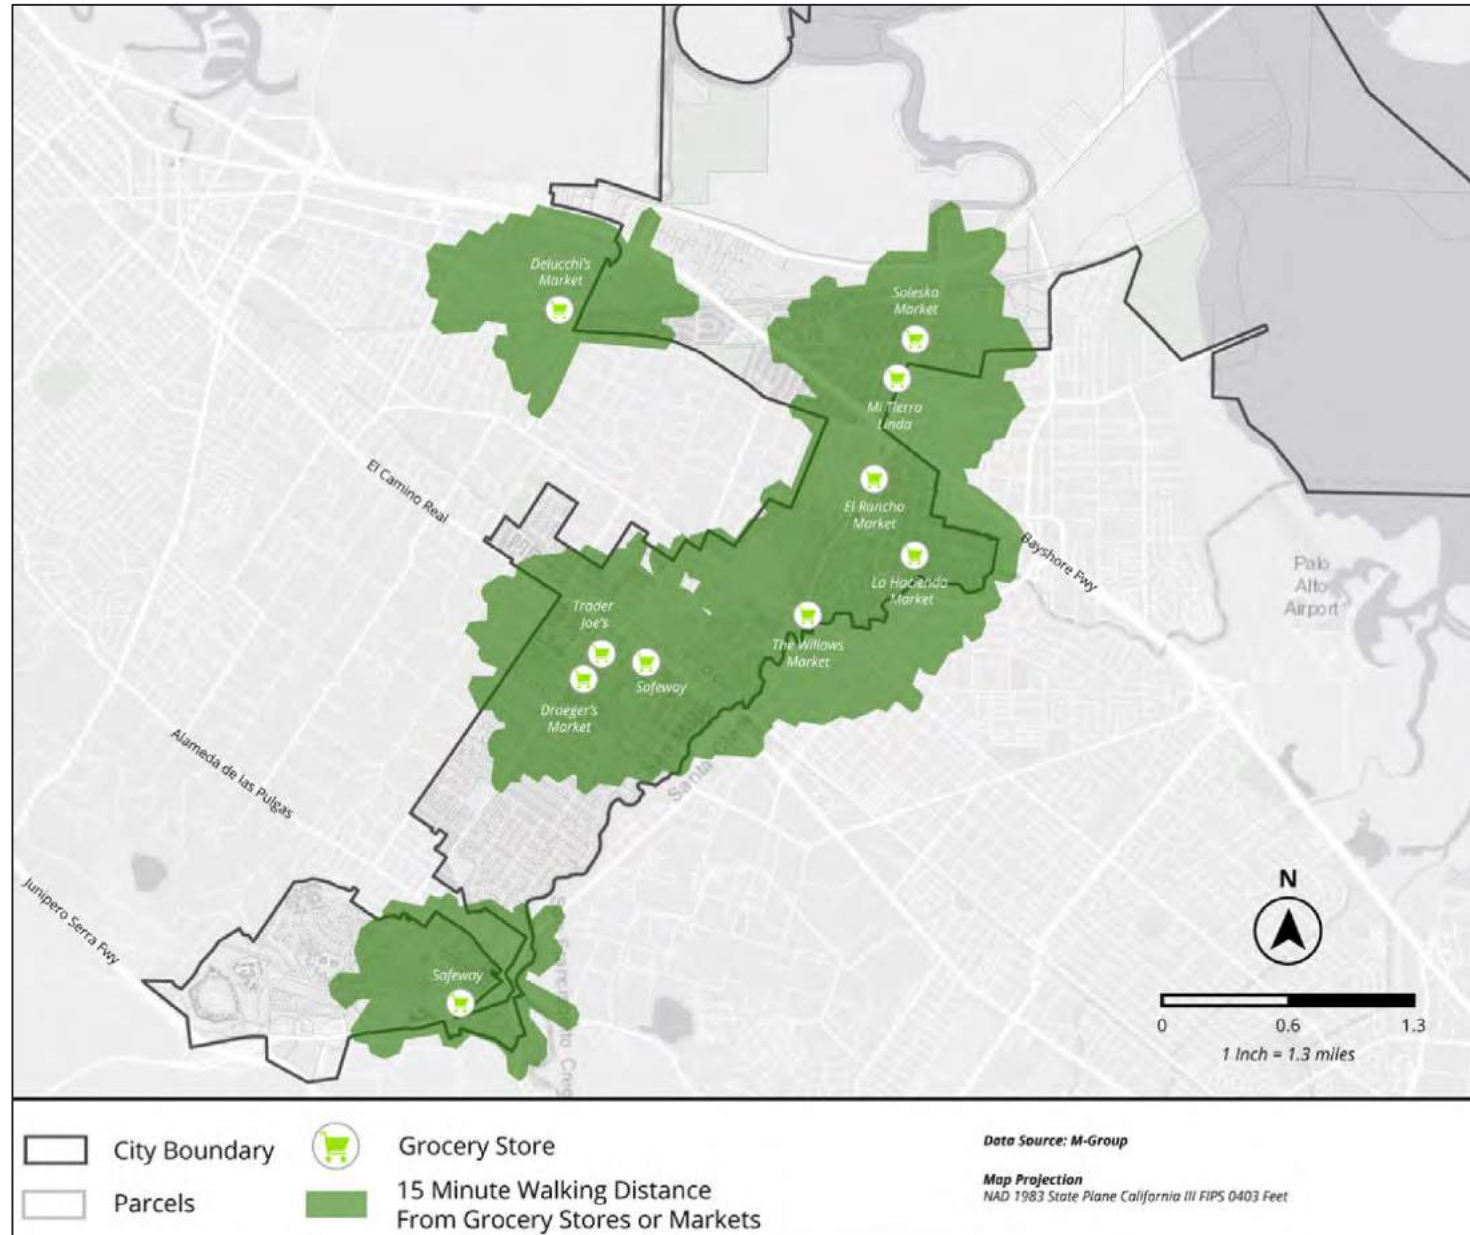 Delucchi's
Market
Soleska
Market
Mi Tierra
Linda
El Camino Real
El Rancho
Market
Bayshore Fwy
La Hacienda
Market
Palo
Alto
Airport
Trader
Joe's
The Willows
Market
Safeway
Draeger's
Market
Santa
Alameda de las Pulgas
Junipero Serra Fwy
Safeway
N
0 0.6 1.3
1 Inch = 1.3 miles
City Boundary
Grocery Store
Parcels
15 Minute Walking Distance
From Grocery Stores or Markets
Data Source: M-Group
Map Projection
NAD 1983 State Plane California III FIPS 0403 Feet